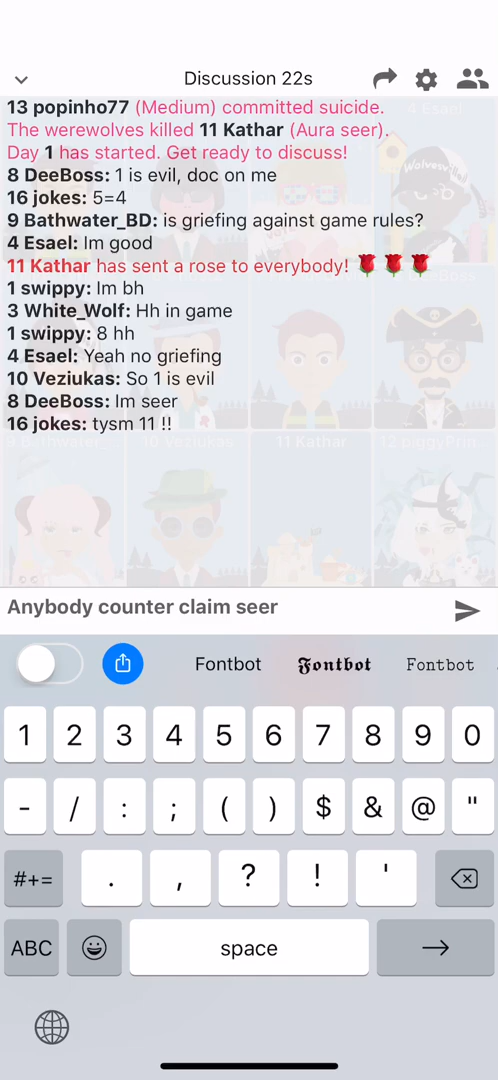 Discussion 22s
13 popinho77 (Medium) committed suicide.
The werewolves killed 11 Kathar (Aura seer).
Day 1 has started. Get ready to discuss!
8 DeeBoss: 1 is evil, doc on me
16 jokes: 5=4
9 Bathwater_BD: is griefing against game rules?
4 Esael: Im good
11 Kathar has sent a rose to everybody! 🌹 🌹 🌹
1 swippy: Im bh
3 White_Wolf: Hh in game
1 swippy: 8 hh
4 Esael: Yeah no griefing
10 Veziukas: So 1 is evil
8 DeeBoss: Im seer
16 jokes: tysm 11 !!
10 Veziukas
11 Kathar
Anybody counter claim seer
Fontbot 𝕱𝖔𝖓𝖙𝖇𝖔𝖙 𝙵𝚘𝚗𝚝𝚋𝚘𝚝
1 2 3 4 5 6 7 8 9 0
- / : ; ( ) $ & @ "
#+= . , ? ! '
ABC space